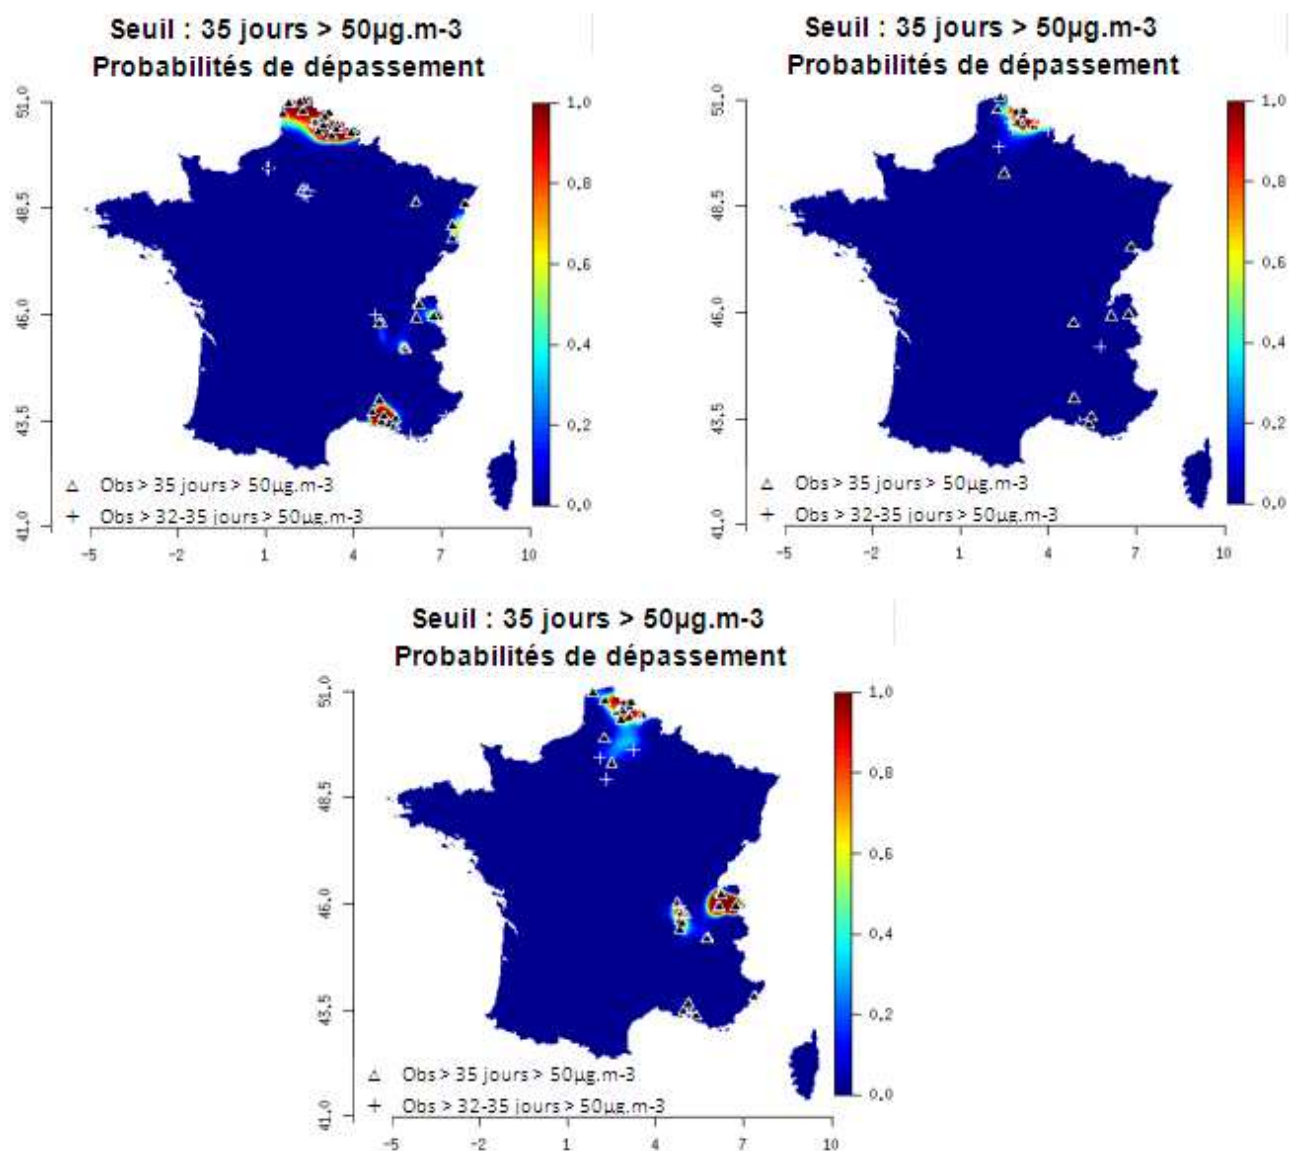 Seuil : 35 jours > 50µg.m-3
Probabilités de dépassement
51.0
48.5
46.0
43.5
41.0
1.0
0.8
0.6
0.4
0.2
0.0
Δ Obs > 35 jours > 50µg.m-3
+ Obs > 32-35 jours > 50µg.m-3
-5 1 4 7 10
Seuil : 35 jours > 50µg.m-3
Probabilités de dépassement
51.0
48.5
46.0
43.5
41.0
1.0
0.8
0.6
0.4
0.2
0.0
Δ Obs > 35 jours > 50µg.m-3
+ Obs > 32-35 jours > 50µg.m-3
-5 -2 1 4 7 10
Seuil : 35 jours > 50µg.m-3
Probabilités de dépassement
51.0
48.5
46.0
43.5
41.0
1.0
0.8
0.6
0.4
0.2
0.0
Δ Obs > 35 jours > 50µg.m-3
+ Obs > 32-35 jours > 50µg.m-3
-5 -2 1 4 7 10